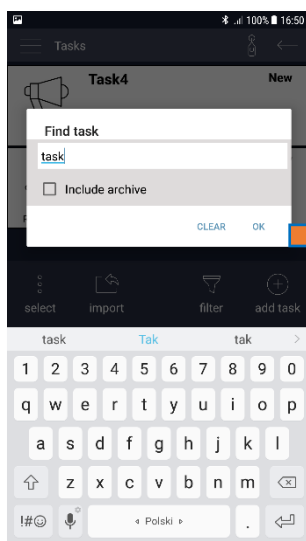 100% 16:50
Tasks
Task4 New
Find task
task
Include archive
CLEAR OK
select import filter add task
task Tak tak
1 2 3 4 5 6 7 8 9 0
q w e r t y u i o p
a s d f g h j k l
z x c v b n m
!#☺ Polski .